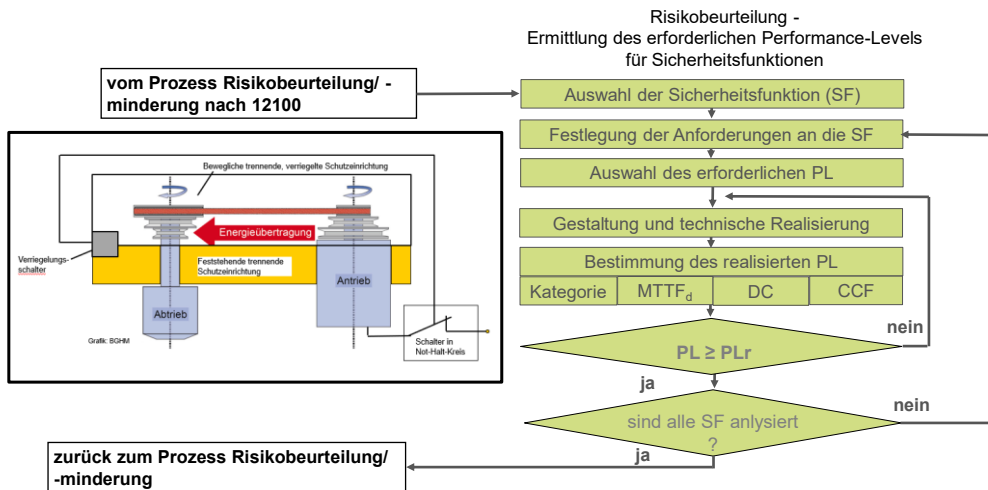 Risikobeurteilung -
Ermittlung des erforderlichen Performance-Levels
für Sicherheitsfunktionen
vom Prozess Risikobeurteilung/ -
minderung nach 12100
Auswahl der Sicherheitsfunktion (SF)
Festlegung der Anforderungen an die SF
Auswahl des erforderlichen PL
Gestaltung und technische Realisierung
Bestimmung des realisierten PL
Kategorie
MTTFd
DC
CCF
nein
PL ≥ PLr
ja
nein
sind alle SF anlysiert
?
ja
zurück zum Prozess Risikobeurteilung/
-minderung
Bewegliche trennende, verriegelte Schutzeinrichtung
Energieübertragung
Verriegelungs-
schalter
Feststehende trennende
Schutzeinrichtung
Antrieb
Abtrieb
Grafik: BGHM
Schalter in
Not-Halt-Kreis